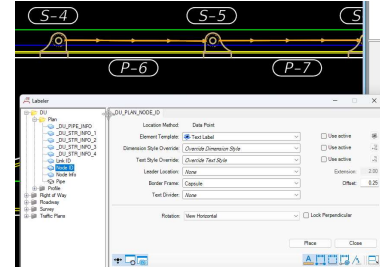 S-4
S-5
S
P-6
P-7
Labeler
DU
Plan
_DU_PIPE_INFO
_DU_STR_INFO_1
_DU_STR_INFO_2
_DU_STR_INFO_3
_DU_STR_INFO_4
Link ID
Node ID
Node Info
Pipe
Profile
Right of Way
Roadway
Survey
Traffic Plans
_DU_PLAN_NODE_ID
Location Method: Data Point
Element Template: Text Label Use active
Dimension Style Override: Override Dimension Style Use active
Text Style Override: Override Text Style Use active
Leader Location: None Extension: 2.00
Border Frame: Capsule Offset: 0.25
Text Divider: None
Rotation: View Horizontal Lock Perpendicular
Place Close